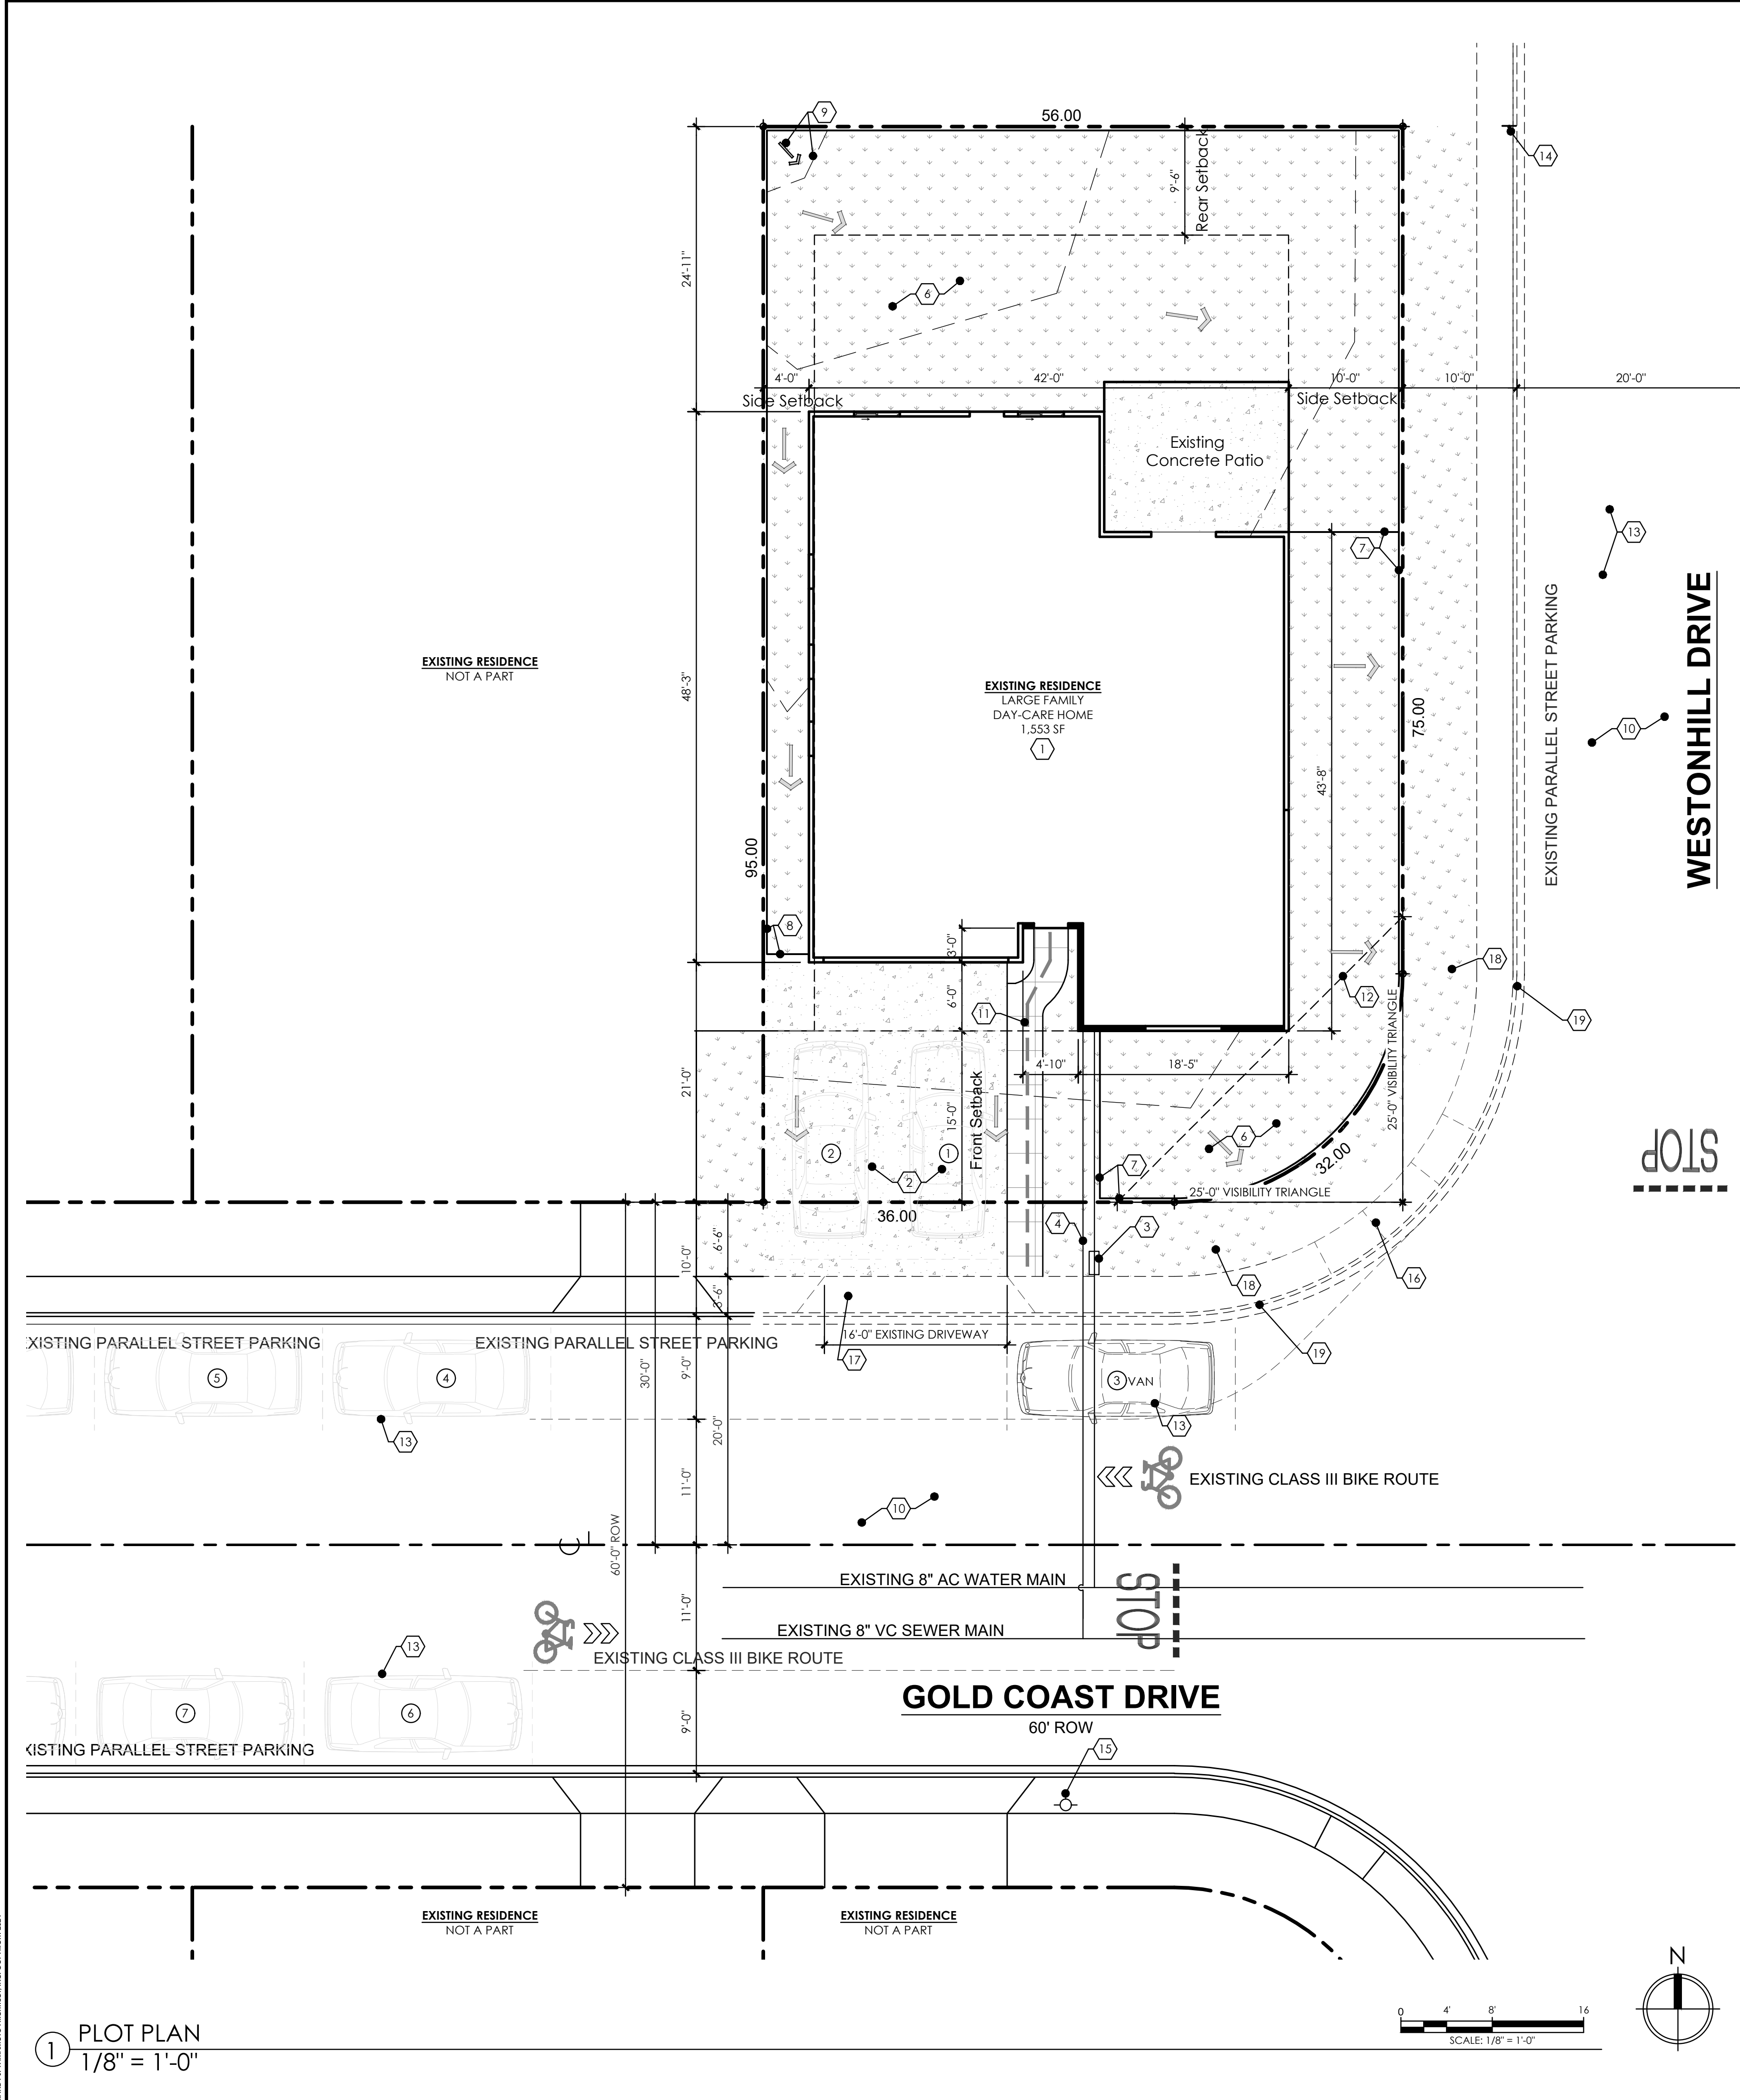 9
56.00
14
9'-6"
Rear Setback
24'-11"
6
4'-0"
42'-0"
10'-0"
10'-0"
20'-0"
Side Setback
Side Setback
Existing
Concrete Patio
13
7
EXISTING PARALLEL STREET PARKING
WESTONHILL DRIVE
EXISTING RESIDENCE
NOT A PART
48'-3"
EXISTING RESIDENCE
LARGE FAMILY
DAY-CARE HOME
1,553 SF
1
75.00
10
43'-8"
95.00
8
3'-0"
18
12
6'-0"
11
19
25'-0" VISIBILITY TRIANGLE
4'-10"
18'-5"
21'-0"
15'-0"
Front Setback
2
1
2
6
7
32.00
STOP
25'-0" VISIBILITY TRIANGLE
36.00
4
3
6'-6"
10'-0"
3'-6"
18
16
EXISTING PARALLEL STREET PARKING
EXISTING PARALLEL STREET PARKING
16'-0" EXISTING DRIVEWAY
17
19
30'-0"
9'-0"
5
4
3
VAN
13
13
20'-0"
11'-0"
EXISTING CLASS III BIKE ROUTE
10
CL
60'-0" ROW
EXISTING 8" AC WATER MAIN
STOP
11'-0"
EXISTING 8" VC SEWER MAIN
13
EXISTING CLASS III BIKE ROUTE
GOLD COAST DRIVE
60' ROW
7
6
9'-0"
EXISTING PARALLEL STREET PARKING
15
EXISTING RESIDENCE
NOT A PART
EXISTING RESIDENCE
NOT A PART
N
0
4'
8'
16
SCALE: 1/8" = 1'-0"
1
PLOT PLAN
1/8" = 1'-0"